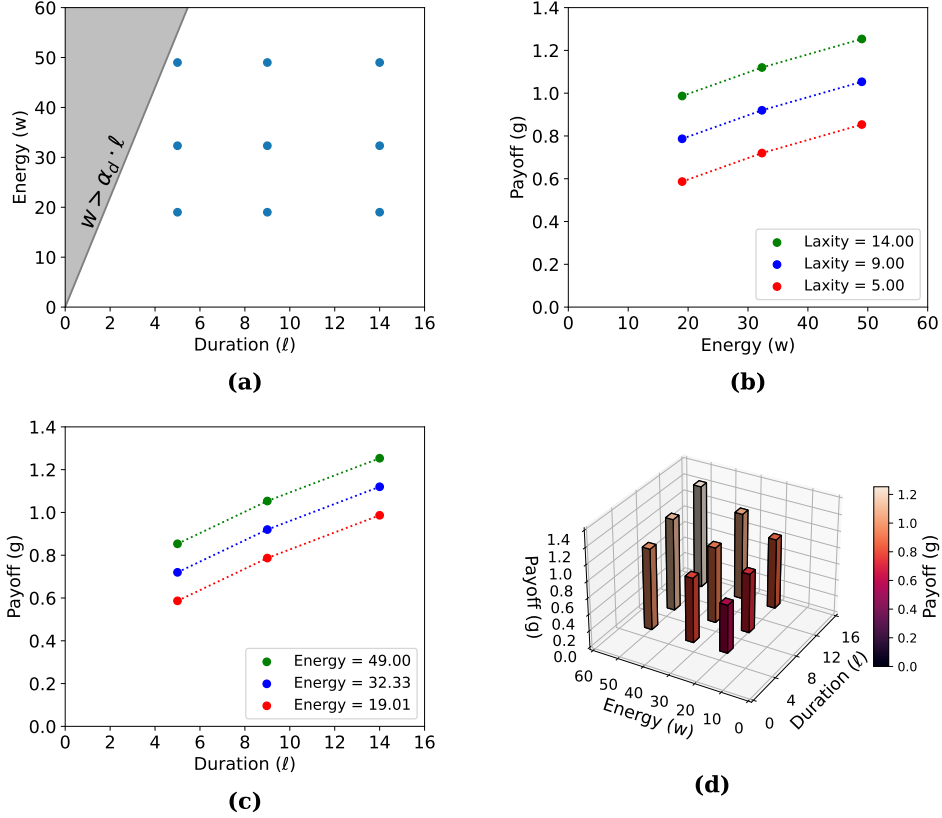 60
50
40
30
20
10
0
Energy (w)
w > α_d · ℓ
0 2 4 6 8 10 12 14 16
Duration (ℓ)
(a)
1.4
1.2
1.0
0.8
0.6
0.4
0.2
0.0
Payoff (g)
Laxity = 14.00
Laxity = 9.00
Laxity = 5.00
0 10 20 30 40 50 60
Energy (w)
(b)
1.4
1.2
1.0
0.8
0.6
0.4
0.2
0.0
Payoff (g)
Energy = 49.00
Energy = 32.33
Energy = 19.01
0 2 4 6 8 10 12 14 16
Duration (ℓ)
(c)
1.4
1.2
1.0
0.8
0.6
0.4
0.2
0.0
Payoff (g)
60 50 40 30 20 10 0
Energy (w)
0 4 8 12 16
Duration (ℓ)
1.2
1.0
0.8
0.6
0.4
0.2
0.0
Payoff (g)
(d)